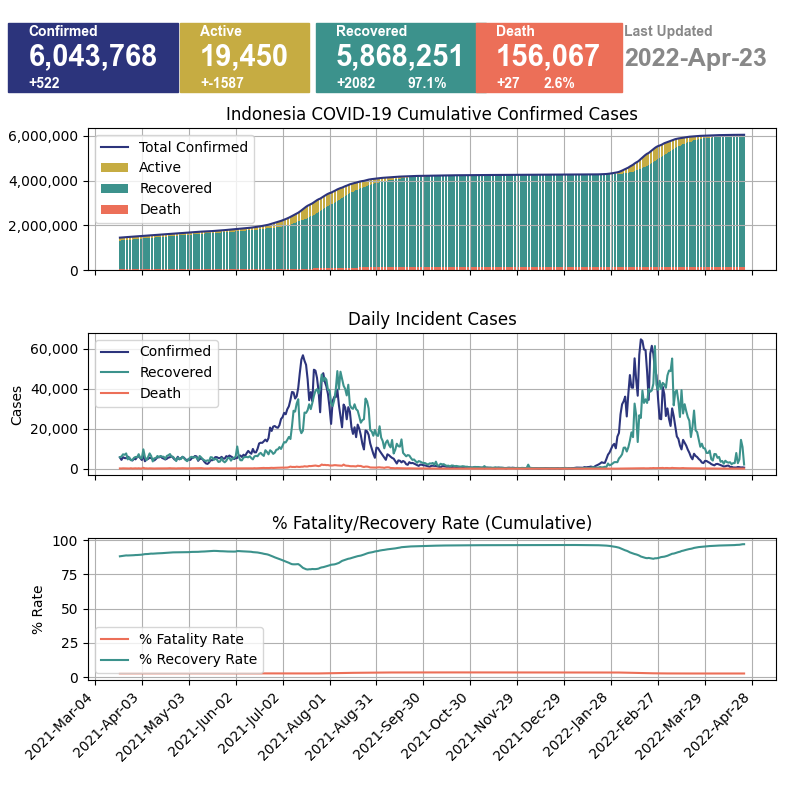 Confirmed
6,043,768
+522
Active
19,450
+-1587
Recovered
5,868,251
+2082 97.1%
Death
156,067
+27 2.6%
Last Updated
2022-Apr-23
Indonesia COVID-19 Cumulative Confirmed Cases
6,000,000
4,000,000
2,000,000
0
Total Confirmed
Active
Recovered
Death
Daily Incident Cases
Cases
60,000
40,000
20,000
0
Confirmed
Recovered
Death
% Fatality/Recovery Rate (Cumulative)
% Rate
100
75
50
25
0
% Fatality Rate
% Recovery Rate
2021-Mar-04
2021-Apr-03
2021-May-03
2021-Jun-02
2021-Jul-02
2021-Aug-01
2021-Aug-31
2021-Sep-30
2021-Oct-30
2021-Nov-29
2021-Dec-29
2022-Jan-28
2022-Feb-27
2022-Mar-29
2022-Apr-28